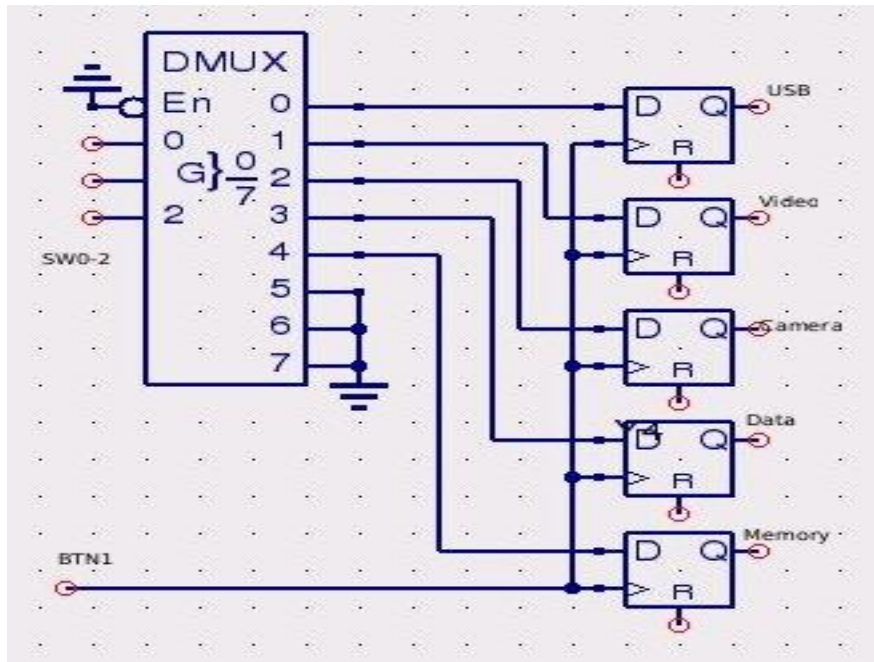 DMUX
En 0
0 1
G} 0/7 2
2 3
4
5
6
7
SW0-2
BTN1
USB
D Q
R
Video
D Q
R
Camera
D Q
R
Data
D Q
R
Memory
D Q
R